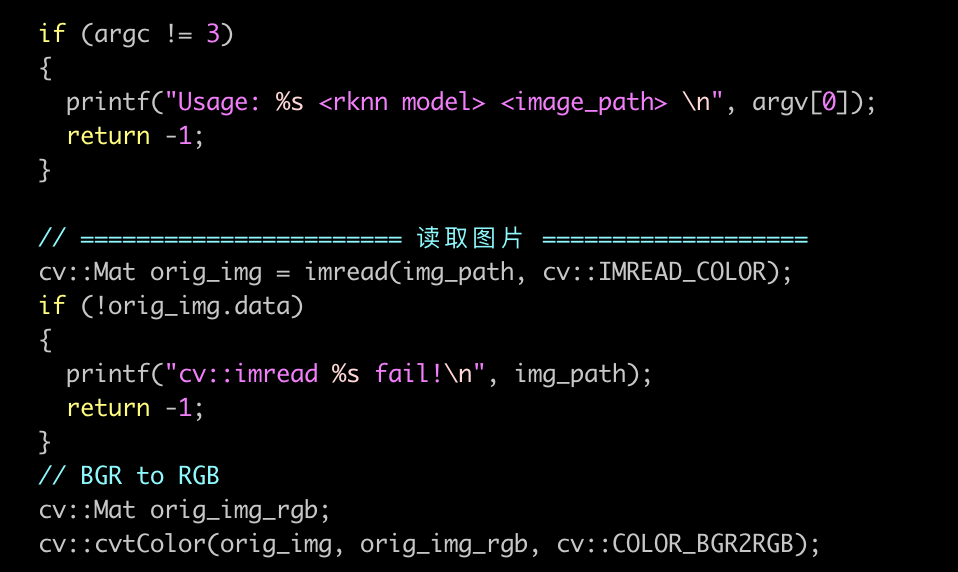 if (argc != 3)
{
  printf("Usage: %s <rknn model> <image_path> \n", argv[0]);
  return -1;
}

// ======================= 读取图片 ===================
cv::Mat orig_img = imread(img_path, cv::IMREAD_COLOR);
if (!orig_img.data)
{
  printf("cv::imread %s fail!\n", img_path);
  return -1;
}
// BGR to RGB
cv::Mat orig_img_rgb;
cv::cvtColor(orig_img, orig_img_rgb, cv::COLOR_BGR2RGB);